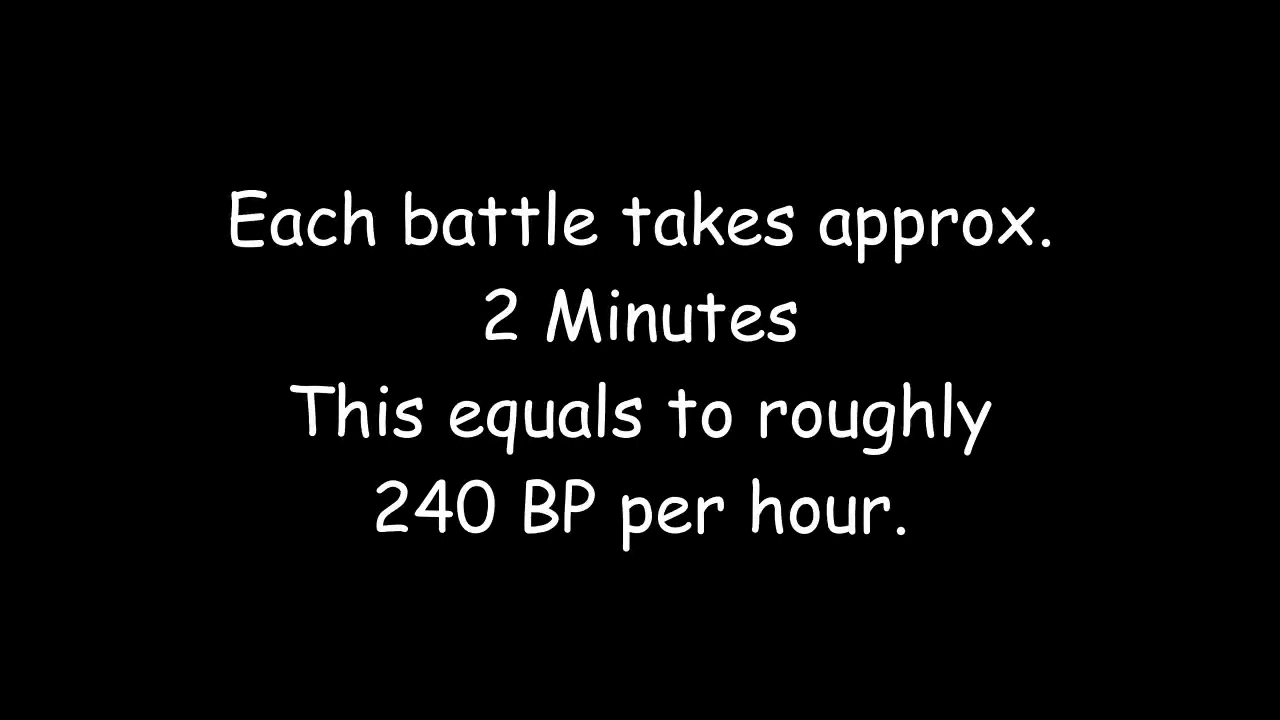 Each battle takes approx.
2 Minutes
This equals to roughly
240 BP per hour.